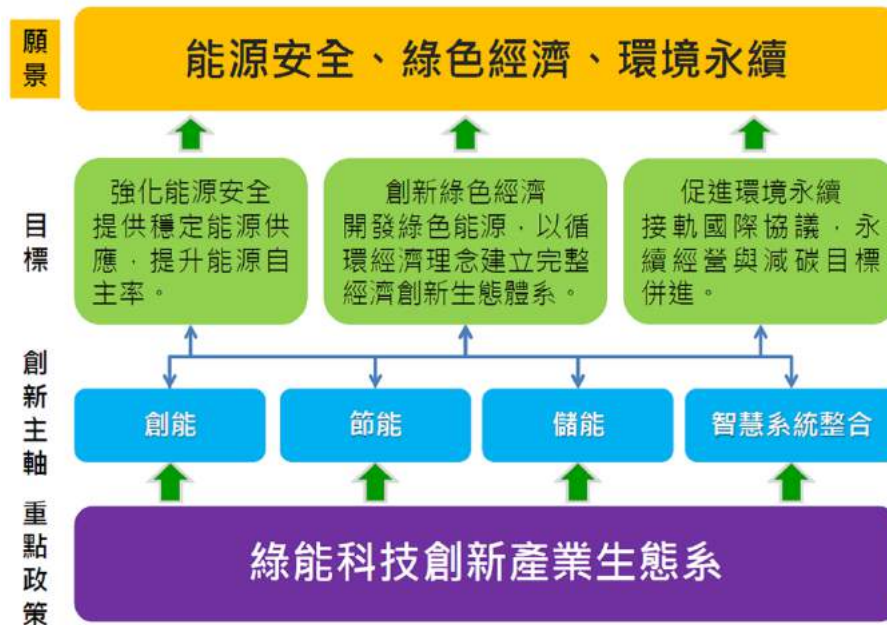 願景
能源安全、綠色經濟、環境永續
目標
強化能源安全
提供穩定能源供
應，提升能源自
主率。
創新綠色經濟
開發綠色能源，以循
環經濟理念建立完整
經濟創新生態體系。
促進環境永續
接軌國際協議，永
續經營與減碳目標
併進。
創新主軸
創能
節能
儲能
智慧系統整合
重點政策
綠能科技創新產業生態系